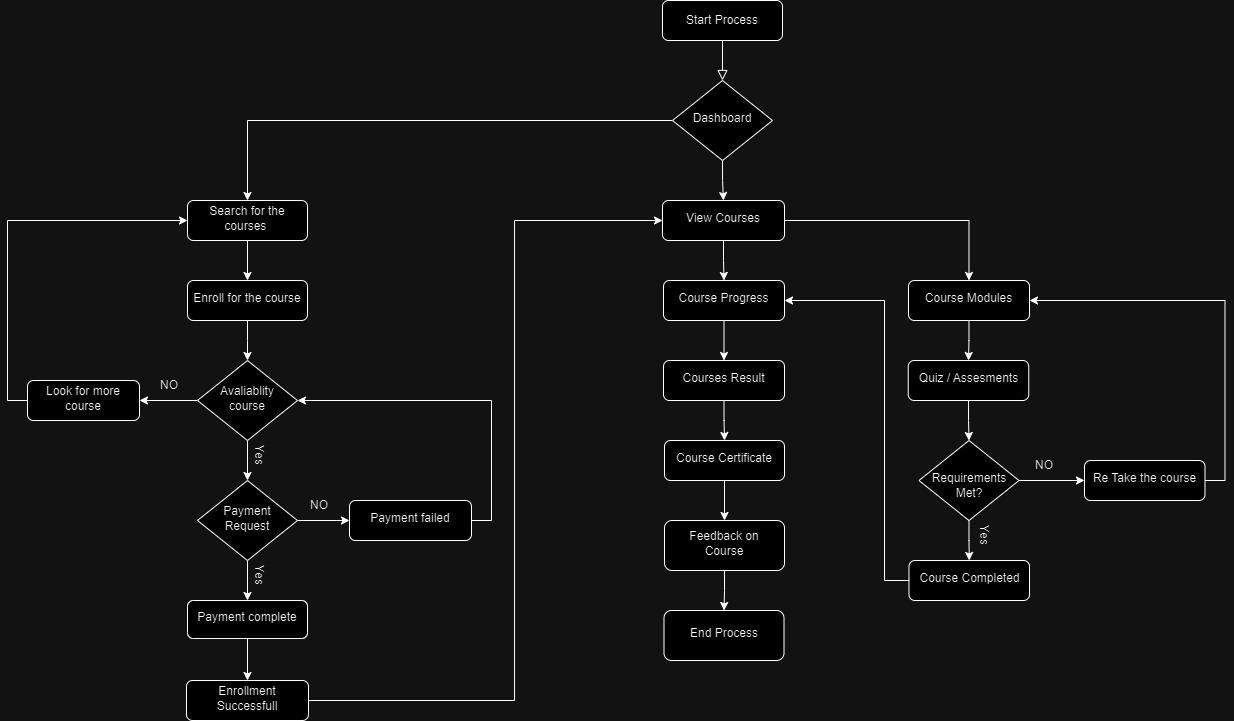 Start Process
Dashboard
Search for the
courses
View Courses
Enroll for the course
Course Progress
Course Modules
Look for more
course
NO
Avaliablity
course
Courses Result
Quiz / Assesments
Yes
Course Certificate
Requirements
Met?
NO
Re Take the course
Payment
Request
NO
Payment failed
Feedback on
Course
Yes
Yes
Course Completed
Payment complete
End Process
Enrollment
Successfull